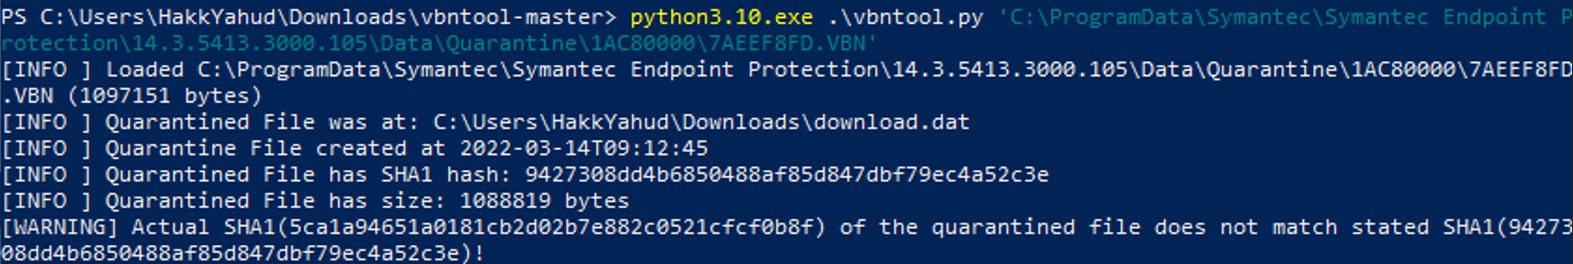 PS C:\Users\HakkYahud\Downloads\vbntool-master> python3.10.exe .\vbntool.py 'C:\ProgramData\Symantec\Symantec Endpoint P
rotection\14.3.5413.3000.105\Data\Quarantine\1AC80000\7AEEF8FD.VBN'
[INFO ] Loaded C:\ProgramData\Symantec\Symantec Endpoint Protection\14.3.5413.3000.105\Data\Quarantine\1AC80000\7AEEF8FD
.VBN (1097151 bytes)
[INFO ] Quarantined File was at: C:\Users\HakkYahud\Downloads\download.dat
[INFO ] Quarantine File created at 2022-03-14T09:12:45
[INFO ] Quarantined File has SHA1 hash: 9427308dd4b6850488af85d847dbf79ec4a52c3e
[INFO ] Quarantined File has size: 1088819 bytes
[WARNING] Actual SHA1(5ca1a94651a0181cb2d02b7e882c0521cfcf0b8f) of the quarantined file does not match stated SHA1(94273
08dd4b6850488af85d847dbf79ec4a52c3e)!